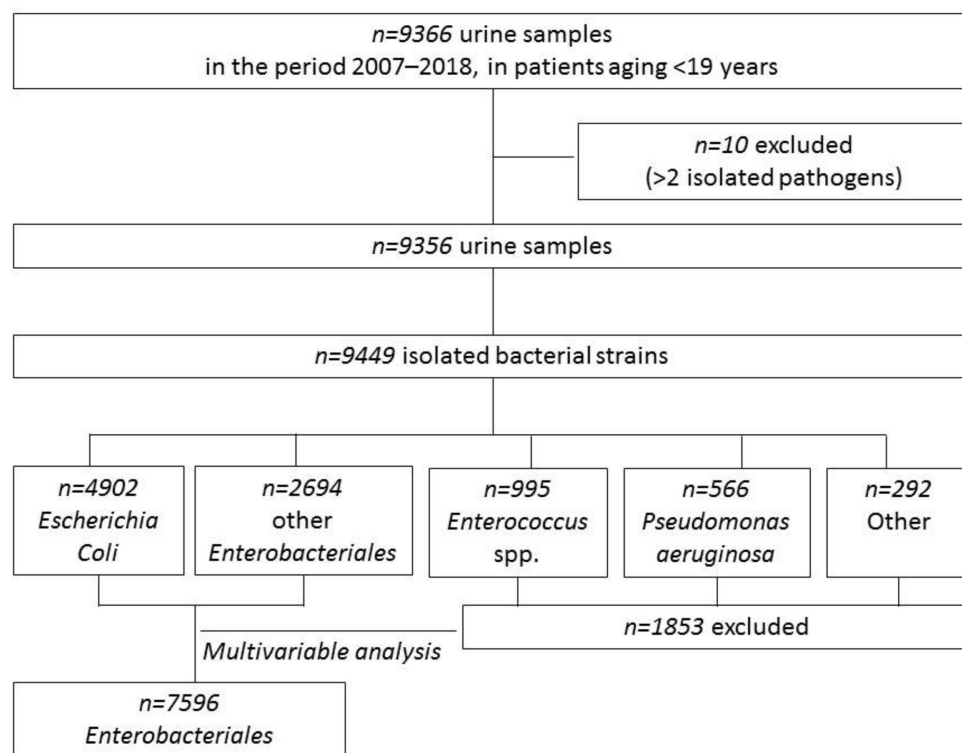 n=9366 urine samples
in the period 2007–2018, in patients aging <19 years
n=10 excluded
(>2 isolated pathogens)
n=9356 urine samples
n=9449 isolated bacterial strains
n=4902
Escherichia
Coli
n=2694
other
Enterobacteriales
n=995
Enterococcus
spp.
n=566
Pseudomonas
aeruginosa
n=292
Other
n=1853 excluded
Multivariable analysis
n=7596
Enterobacteriales